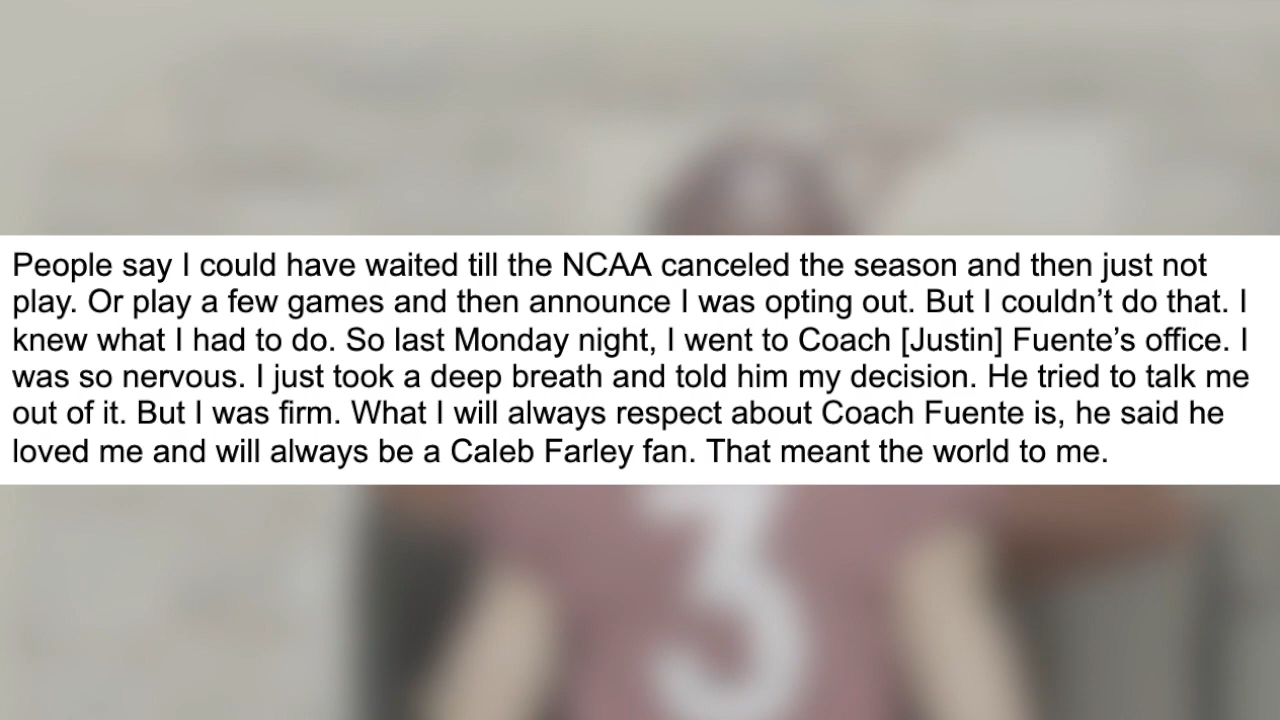 People say I could have waited till the NCAA canceled the season and then just not
play. Or play a few games and then announce I was opting out. But I couldn’t do that. I
knew what I had to do. So last Monday night, I went to Coach [Justin] Fuente’s office. I
was so nervous. I just took a deep breath and told him my decision. He tried to talk me
out of it. But I was firm. What I will always respect about Coach Fuente is, he said he
loved me and will always be a Caleb Farley fan. That meant the world to me.
3